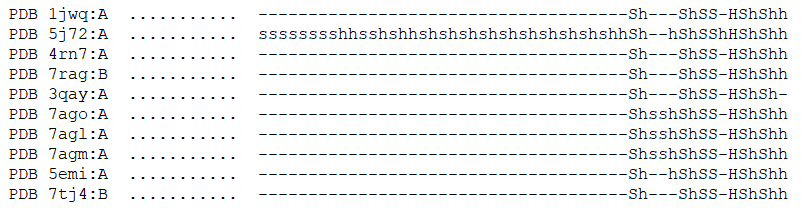 PDB 1jwq:A  ...........  -------------------------------------Sh---ShSS-HShShh
PDB 5j72:A  ...........  sssssssshhsshshhshshshshshshshshshshhSh--hShSShHShShh
PDB 4rn7:A  ...........  -------------------------------------Sh---ShSS-HShShh
PDB 7rag:B  ...........  -------------------------------------Sh---ShSS-HShShh
PDB 3qay:A  ...........  -------------------------------------Sh---ShSS-HShSh-
PDB 7ago:A  ...........  -------------------------------------ShsshShSS-HShShh
PDB 7agl:A  ...........  -------------------------------------ShsshShSS-HShShh
PDB 7agm:A  ...........  -------------------------------------ShsshShSS-HShShh
PDB 5emi:A  ...........  -------------------------------------Sh--hShSS-HShShh
PDB 7tj4:B  ...........  -------------------------------------Sh---ShSS-HShShh